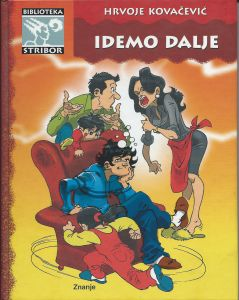 BIBLIOTEKA
STRIBOR
HRVOJE KOVAČEVIĆ
IDEMO DALJE
Znanje